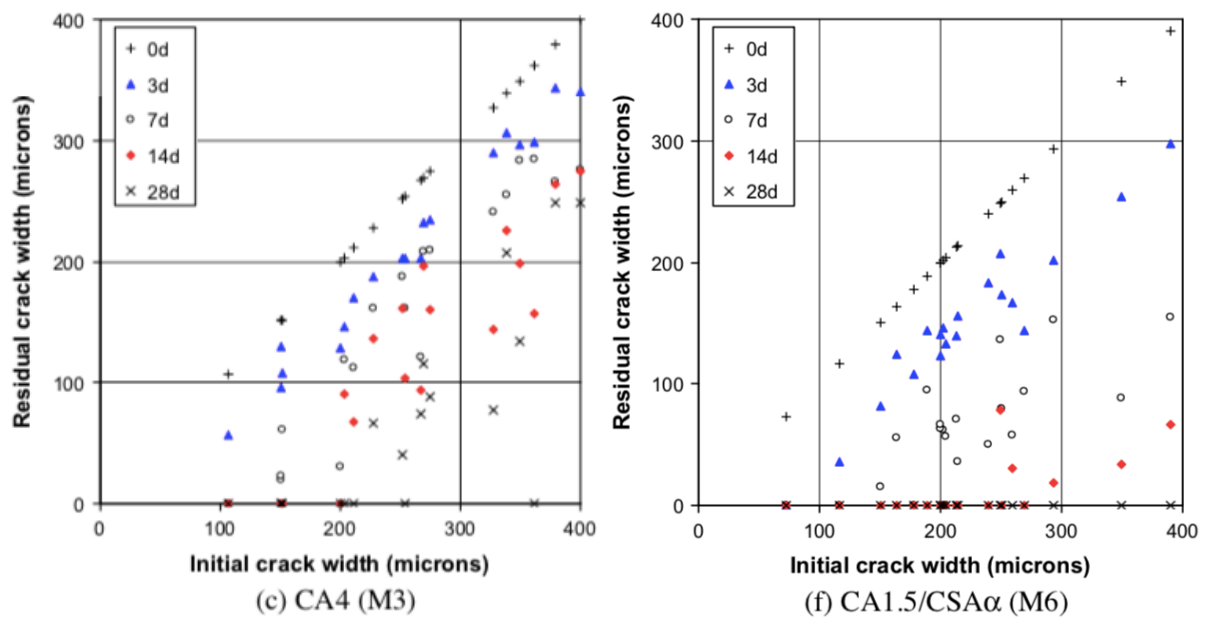 400
300
200
100
0
Residual crack width (microns)
0d
3d
7d
14d
28d
0 100 200 300 400
Initial crack width (microns)
(c) CA4 (M3)
400
300
200
100
0
Residual crack width (microns)
0d
3d
7d
14d
28d
0 100 200 300 400
Initial crack width (microns)
(f) CA1.5/CSAα (M6)